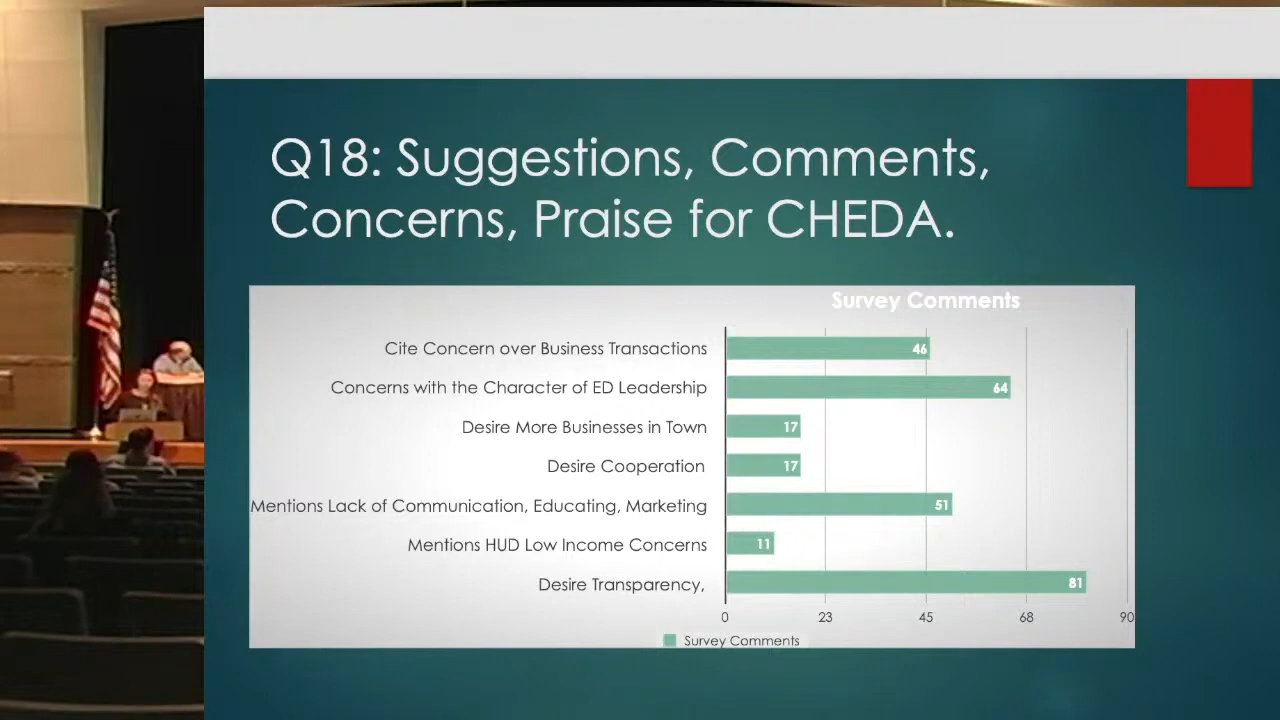 Q18: Suggestions, Comments,
Concerns, Praise for CHEDA.
Survey Comments
Cite Concern over Business Transactions 46
Concerns with the Character of ED Leadership 64
Desire More Businesses in Town 17
Desire Cooperation 17
Mentions Lack of Communication, Educating, Marketing 51
Mentions HUD Low Income Concerns 11
Desire Transparency, 81
0 23 45 68 90
Survey Comments